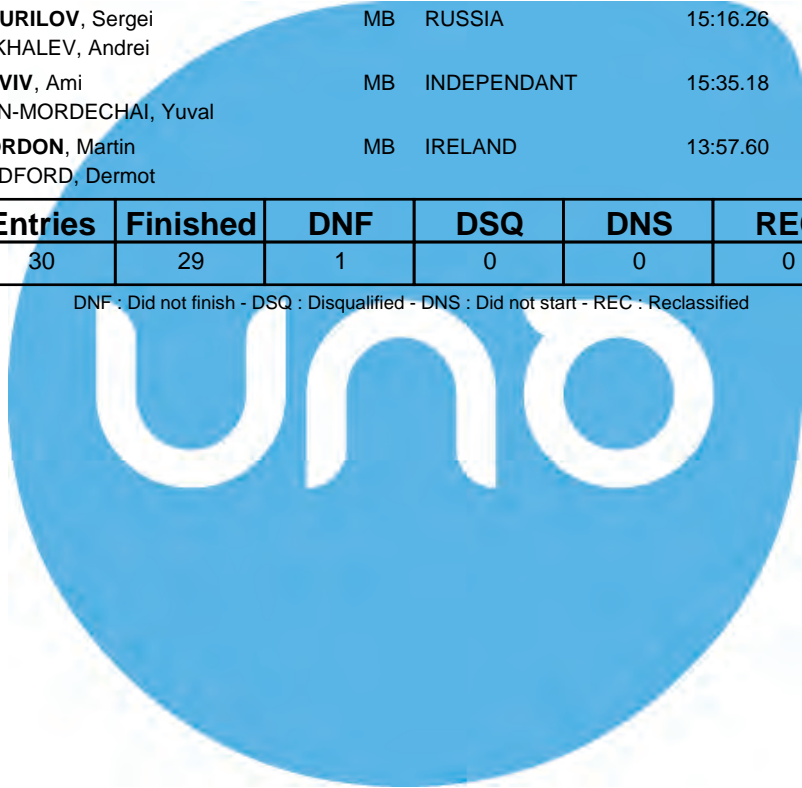 URILOV, Sergei MB RUSSIA 15:16.26
KHALEV, Andrei
VIV, Ami MB INDEPENDANT 15:35.18
N-MORDECHAI, Yuval
RDON, Martin MB IRELAND 13:57.60
DFORD, Dermot
Entries Finished DNF DSQ DNS REC
30 29 1 0 0 0
DNF : Did not finish - DSQ : Disqualified - DNS : Did not start - REC : Reclassified
uno